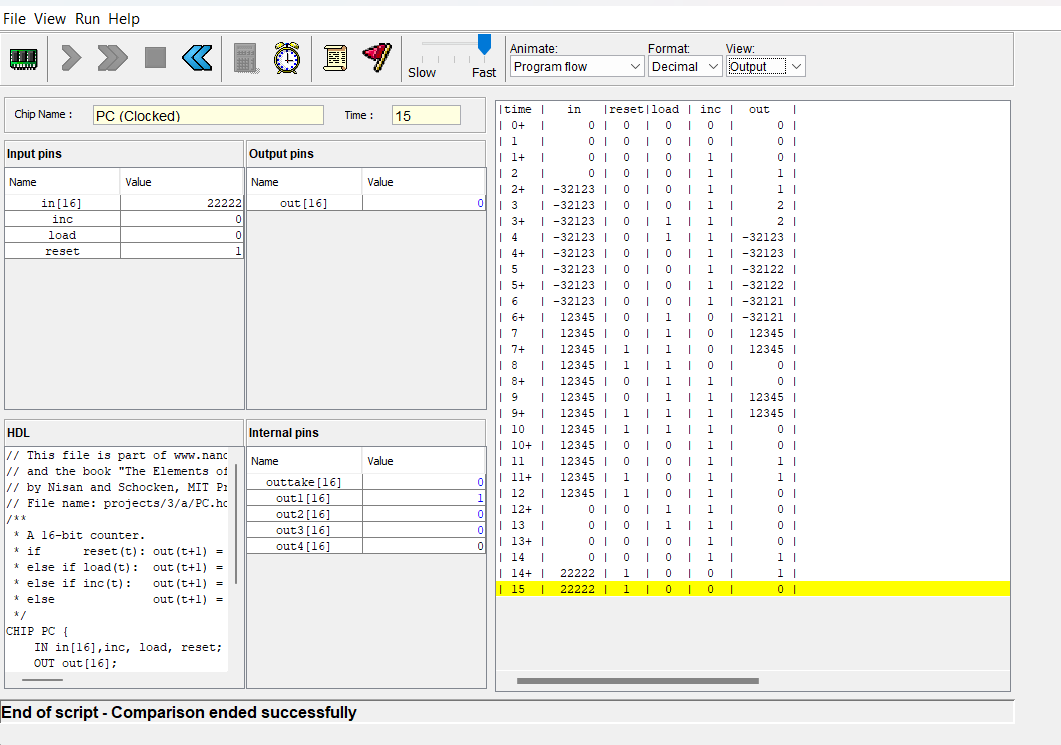 File View Run Help
Slow Fast
Animate: Format: View:
Program flow Decimal Output
Chip Name : PC (Clocked) Time : 15
Input pins
Name Value
in[16] 22222
inc 0
load 0
reset 1
Output pins
Name Value
out[16] 0
HDL
// This file is part of www.nand
// and the book "The Elements of
// by Nisan and Schocken, MIT Pr
// File name: projects/3/a/PC.hd
/**
* A 16-bit counter.
* if reset(t): out(t+1) =
* else if load(t): out(t+1) =
* else if inc(t): out(t+1) =
* else out(t+1) =
*/
CHIP PC {
IN in[16],inc, load, reset;
OUT out[16];
Internal pins
Name Value
outtake[16] 0
out1[16] 1
out2[16] 0
out3[16] 0
out4[16] 0
|time | in |reset|load | inc | out |
| 0+ | 0 | 0 | 0 | 0 | 0 |
| 1 | 0 | 0 | 0 | 0 | 0 |
| 1+ | 0 | 0 | 0 | 1 | 0 |
| 2 | 0 | 0 | 0 | 1 | 1 |
| 2+ | -32123 | 0 | 0 | 1 | 1 |
| 3 | -32123 | 0 | 0 | 1 | 2 |
| 3+ | -32123 | 0 | 1 | 1 | 2 |
| 4 | -32123 | 0 | 1 | 1 | -32123 |
| 4+ | -32123 | 0 | 0 | 1 | -32123 |
| 5 | -32123 | 0 | 0 | 1 | -32122 |
| 5+ | -32123 | 0 | 0 | 1 | -32122 |
| 6 | -32123 | 0 | 0 | 1 | -32121 |
| 6+ | 12345 | 0 | 1 | 0 | -32121 |
| 7 | 12345 | 0 | 1 | 0 | 12345 |
| 7+ | 12345 | 1 | 1 | 0 | 12345 |
| 8 | 12345 | 1 | 1 | 0 | 0 |
| 8+ | 12345 | 0 | 1 | 1 | 0 |
| 9 | 12345 | 0 | 1 | 1 | 12345 |
| 9+ | 12345 | 1 | 1 | 1 | 12345 |
| 10 | 12345 | 1 | 1 | 1 | 0 |
| 10+ | 12345 | 0 | 0 | 1 | 0 |
| 11 | 12345 | 0 | 0 | 1 | 1 |
| 11+ | 12345 | 1 | 0 | 1 | 1 |
| 12 | 12345 | 1 | 0 | 1 | 0 |
| 12+ | 0 | 0 | 1 | 1 | 0 |
| 13 | 0 | 0 | 1 | 1 | 0 |
| 13+ | 0 | 0 | 0 | 1 | 0 |
| 14 | 0 | 0 | 0 | 1 | 1 |
| 14+ | 22222 | 1 | 0 | 0 | 1 |
| 15 | 22222 | 1 | 0 | 0 | 0 |
End of script - Comparison ended successfully